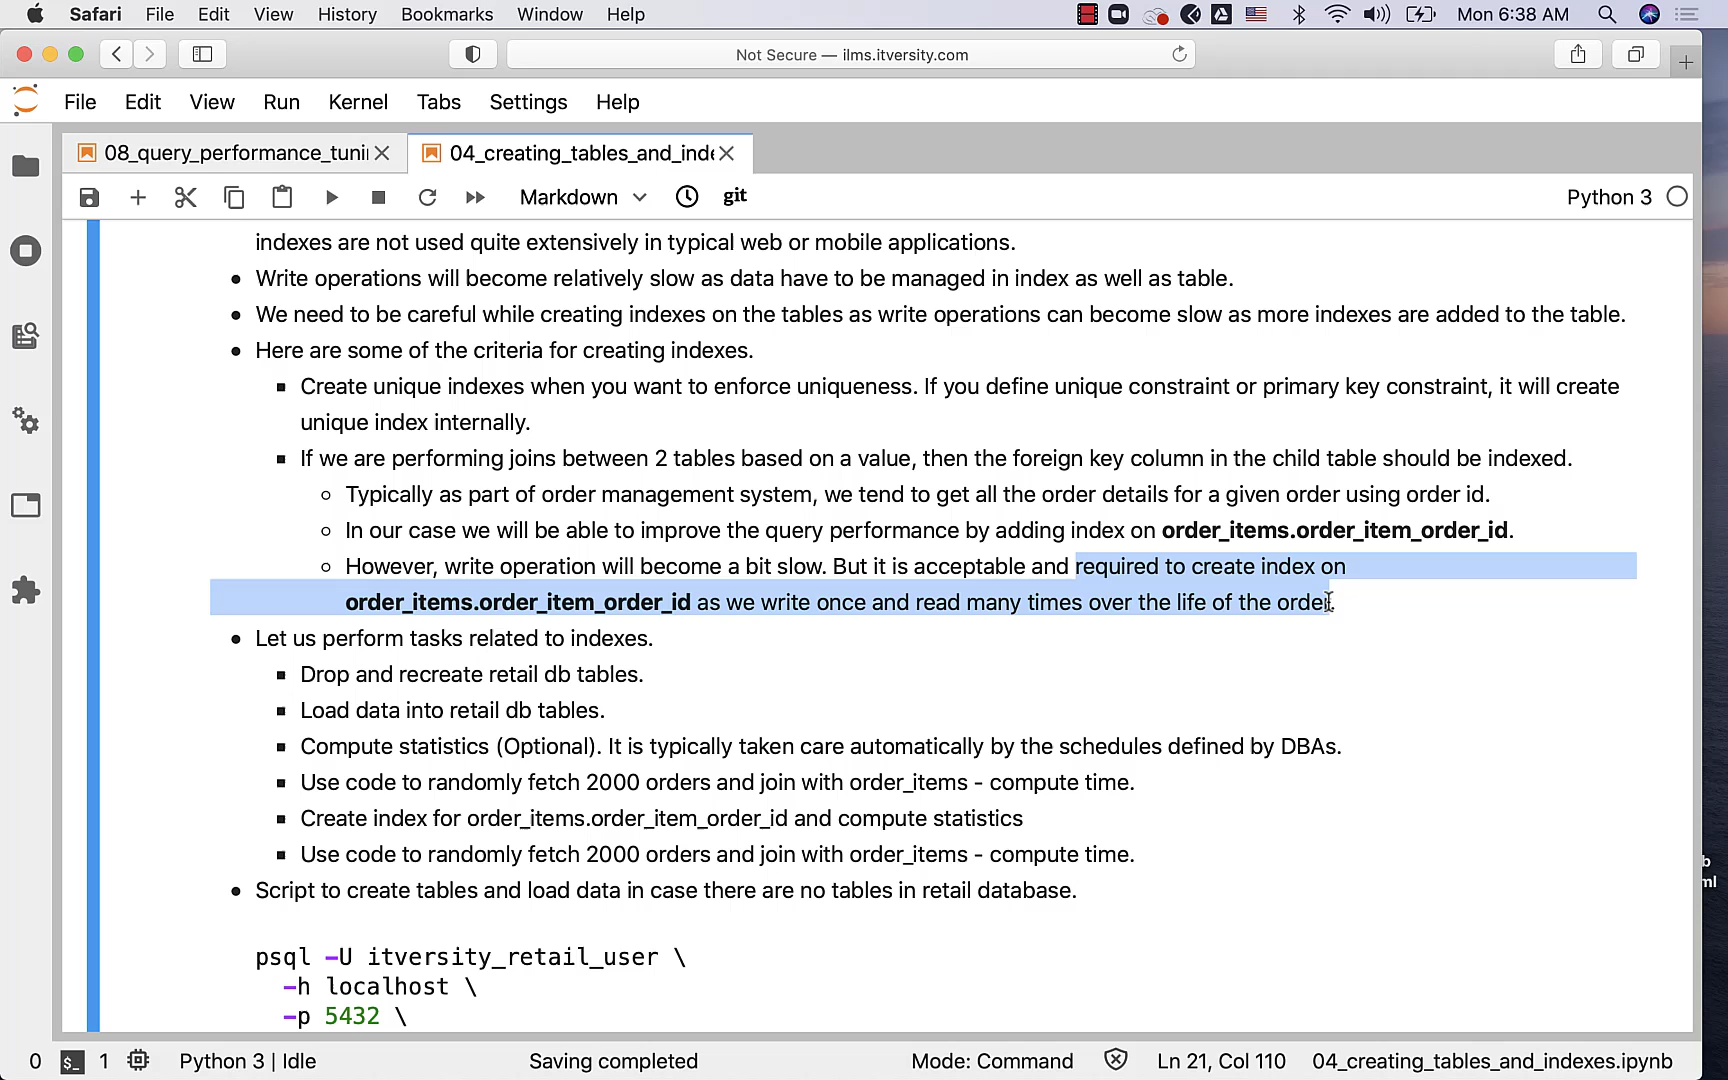 Safari File Edit View History Bookmarks Window Help Mon 6:38 AM
Not Secure — ilms.itversity.com
File Edit View Run Kernel Tabs Settings Help
08_query_performance_tuni 04_creating_tables_and_inde
Markdown git Python 3
indexes are not used quite extensively in typical web or mobile applications.
• Write operations will become relatively slow as data have to be managed in index as well as table.
• We need to be careful while creating indexes on the tables as write operations can become slow as more indexes are added to the table.
• Here are some of the criteria for creating indexes.
▪ Create unique indexes when you want to enforce uniqueness. If you define unique constraint or primary key constraint, it will create
unique index internally.
▪ If we are performing joins between 2 tables based on a value, then the foreign key column in the child table should be indexed.
◦ Typically as part of order management system, we tend to get all the order details for a given order using order id.
◦ In our case we will be able to improve the query performance by adding index on order_items.order_item_order_id.
◦ However, write operation will become a bit slow. But it is acceptable and required to create index on
order_items.order_item_order_id as we write once and read many times over the life of the order.
• Let us perform tasks related to indexes.
▪ Drop and recreate retail db tables.
▪ Load data into retail db tables.
▪ Compute statistics (Optional). It is typically taken care automatically by the schedules defined by DBAs.
▪ Use code to randomly fetch 2000 orders and join with order_items - compute time.
▪ Create index for order_items.order_item_order_id and compute statistics
▪ Use code to randomly fetch 2000 orders and join with order_items - compute time.
• Script to create tables and load data in case there are no tables in retail database.
psql -U itversity_retail_user \
-h localhost \
-p 5432 \
b
ml
0 $_ 1 Python 3 | Idle Saving completed Mode: Command Ln 21, Col 110 04_creating_tables_and_indexes.ipynb